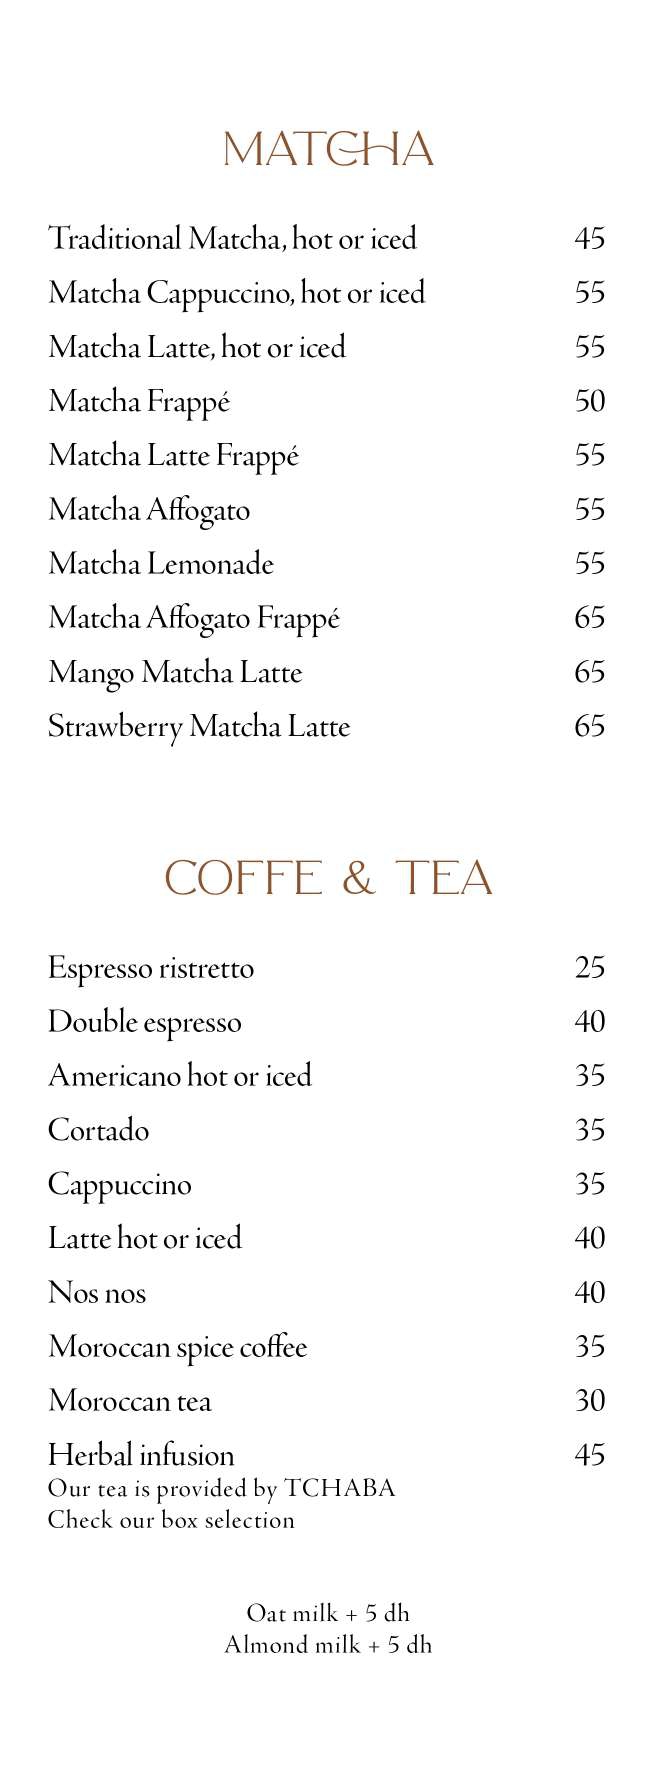 MATCHA
Traditional Matcha, hot or iced 45
Matcha Cappuccino, hot or iced 55
Matcha Latte, hot or iced 55
Matcha Frappé 50
Matcha Latte Frappé 55
Matcha Affogato 55
Matcha Lemonade 55
Matcha Affogato Frappé 65
Mango Matcha Latte 65
Strawberry Matcha Latte 65
COFFE & TEA
Espresso ristretto 25
Double espresso 40
Americano hot or iced 35
Cortado 35
Cappuccino 35
Latte hot or iced 40
Nos nos 40
Moroccan spice coffee 35
Moroccan tea 30
Herbal infusion 45
Our tea is provided by TCHABA
Check our box selection
Oat milk + 5 dh
Almond milk + 5 dh